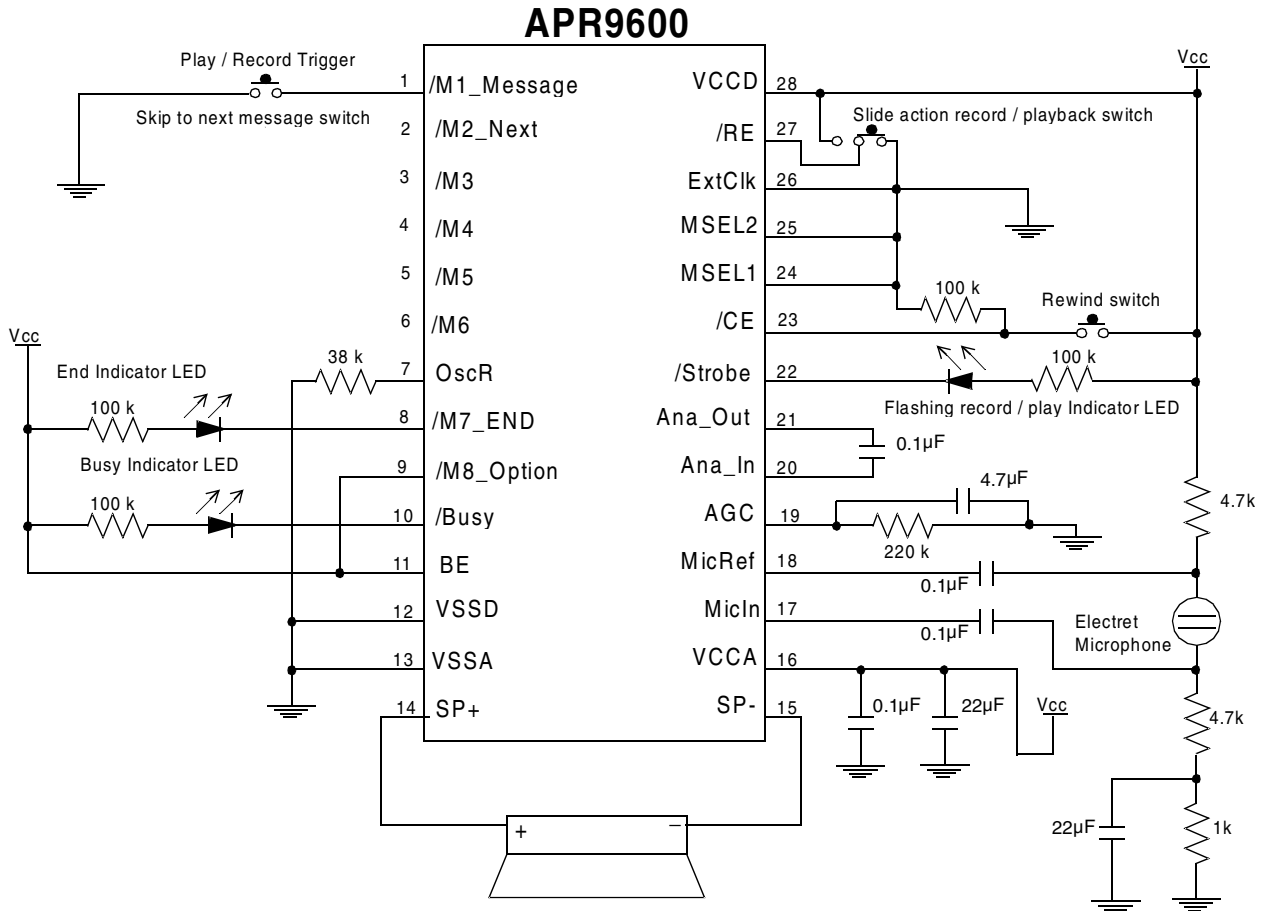 APR9600
Play / Record Trigger
Skip to next message switch
1
/M1_Message
2
/M2_Next
3
/M3
4
/M4
5
/M5
6
/M6
Vcc
End Indicator LED
100 k
38 k
7
OscR
8
/M7_END
Busy Indicator LED
100 k
9
/M8_Option
10
/Busy
11
BE
12
VSSD
13
VSSA
14
SP+
VCCD
28
Vcc
Slide action record / playback switch
/RE
27
ExtClk
26
MSEL2
25
MSEL1
24
100 k
Rewind switch
/CE
23
/Strobe
22
100 k
Flashing record / play Indicator LED
Ana_Out
21
0.1µF
Ana_In
20
4.7µF
AGC
19
220 k
4.7k
MicRef
18
0.1µF
MicIn
17
0.1µF
Electret
Microphone
VCCA
16
0.1µF
22µF
Vcc
SP-
15
4.7k
22µF
1k
+
−